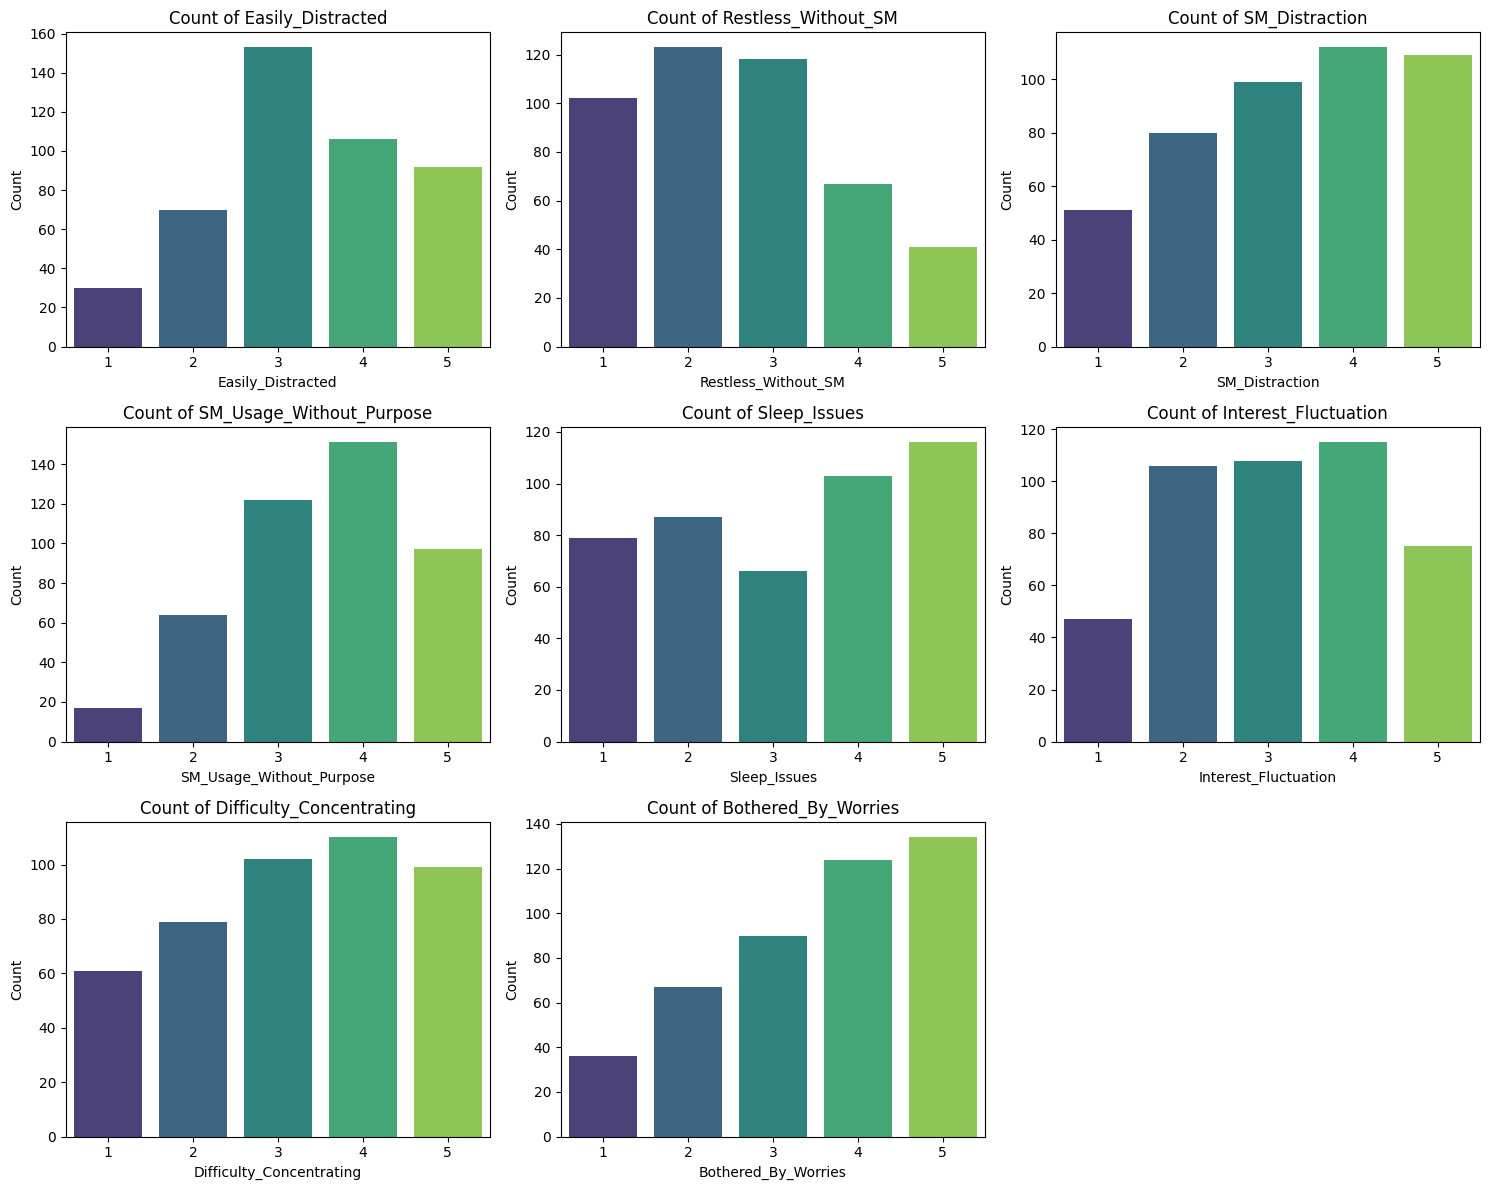 Count of Easily_Distracted
160
140
120
100
80
60
40
20
0
Count
1 2 3 4 5
Easily_Distracted
Count of Restless_Without_SM
120
100
80
60
40
20
0
Count
1 2 3 4 5
Restless_Without_SM
Count of SM_Distraction
100
80
60
40
20
0
Count
1 2 3 4 5
SM_Distraction
Count of SM_Usage_Without_Purpose
140
120
100
80
60
40
20
0
Count
1 2 3 4 5
SM_Usage_Without_Purpose
Count of Sleep_Issues
120
100
80
60
40
20
0
Count
1 2 3 4 5
Sleep_Issues
Count of Interest_Fluctuation
120
100
80
60
40
20
0
Count
1 2 3 4 5
Interest_Fluctuation
Count of Difficulty_Concentrating
100
80
60
40
20
0
Count
1 2 3 4 5
Difficulty_Concentrating
Count of Bothered_By_Worries
140
120
100
80
60
40
20
0
Count
1 2 3 4 5
Bothered_By_Worries